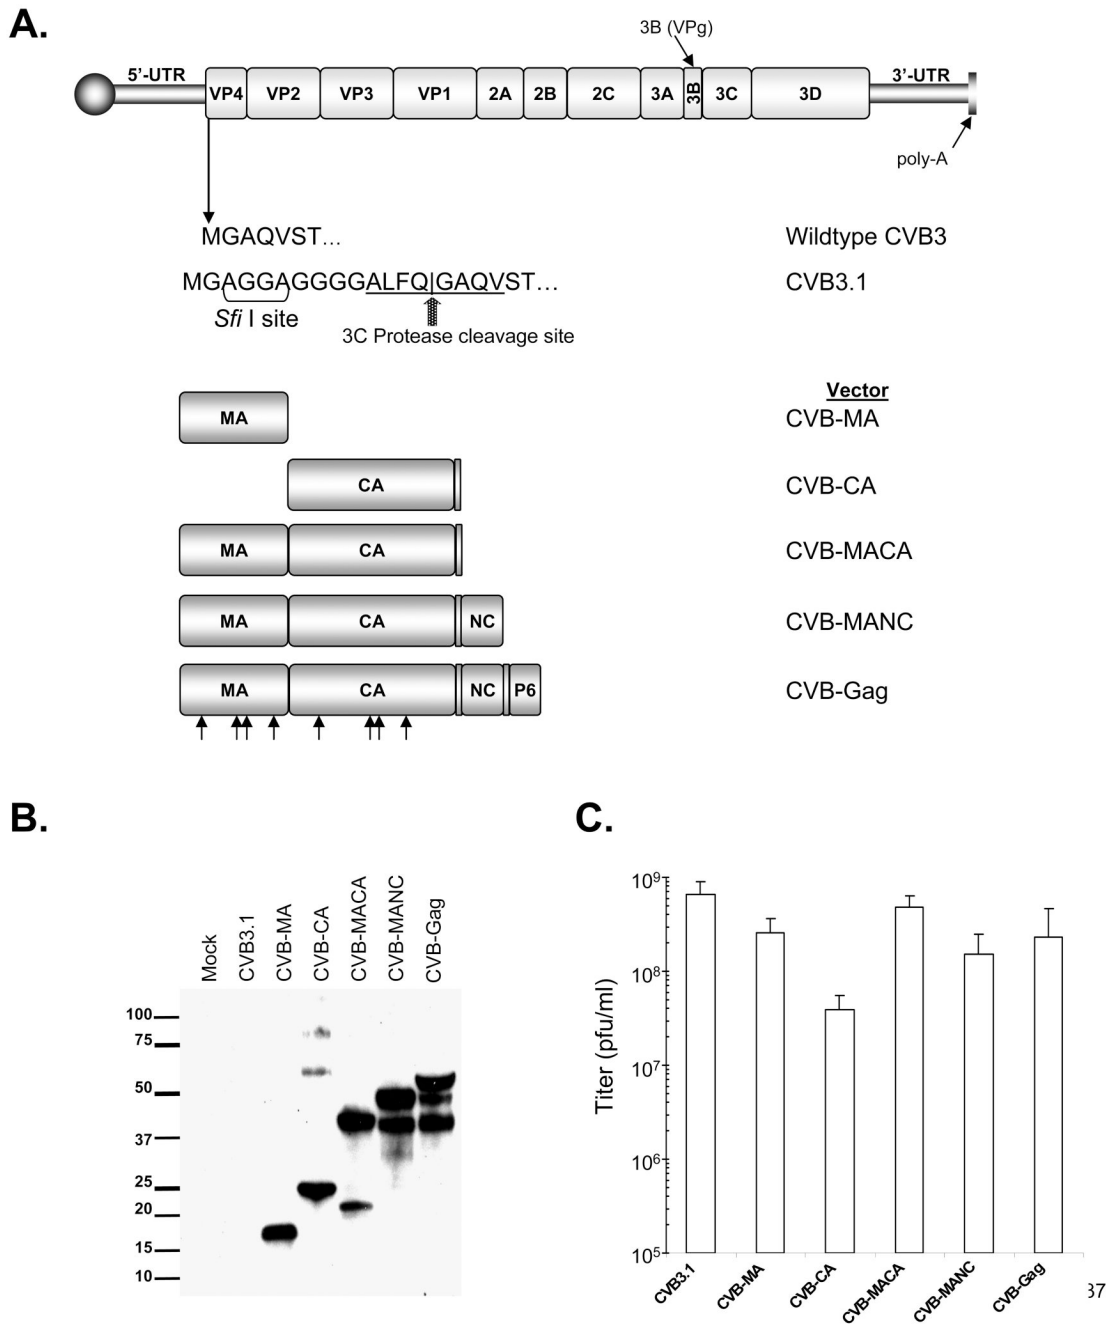 A.
3B (VPg)
5’-UTR
VP4 VP2 VP3 VP1 2A 2B 2C 3A 3B 3C 3D
3’-UTR
poly-A
MGAQVST… Wildtype CVB3
MGAGGAGGGGALFQ|GAQVST… CVB3.1
Sfi I site
3C Protease cleavage site
Vector
MA CVB-MA
CA CVB-CA
MA CA CVB-MACA
MA CA NC CVB-MANC
MA CA NC P6 CVB-Gag
B.
Mock CVB3.1 CVB-MA CVB-CA CVB-MACA CVB-MANC CVB-Gag
100
75
50
37
25
20
15
10
C.
Titer (pfu/ml)
10⁹
10⁸
10⁷
10⁶
10⁵
CVB3.1 CVB-MA CVB-CA CVB-MACA CVB-MANC CVB-Gag
37